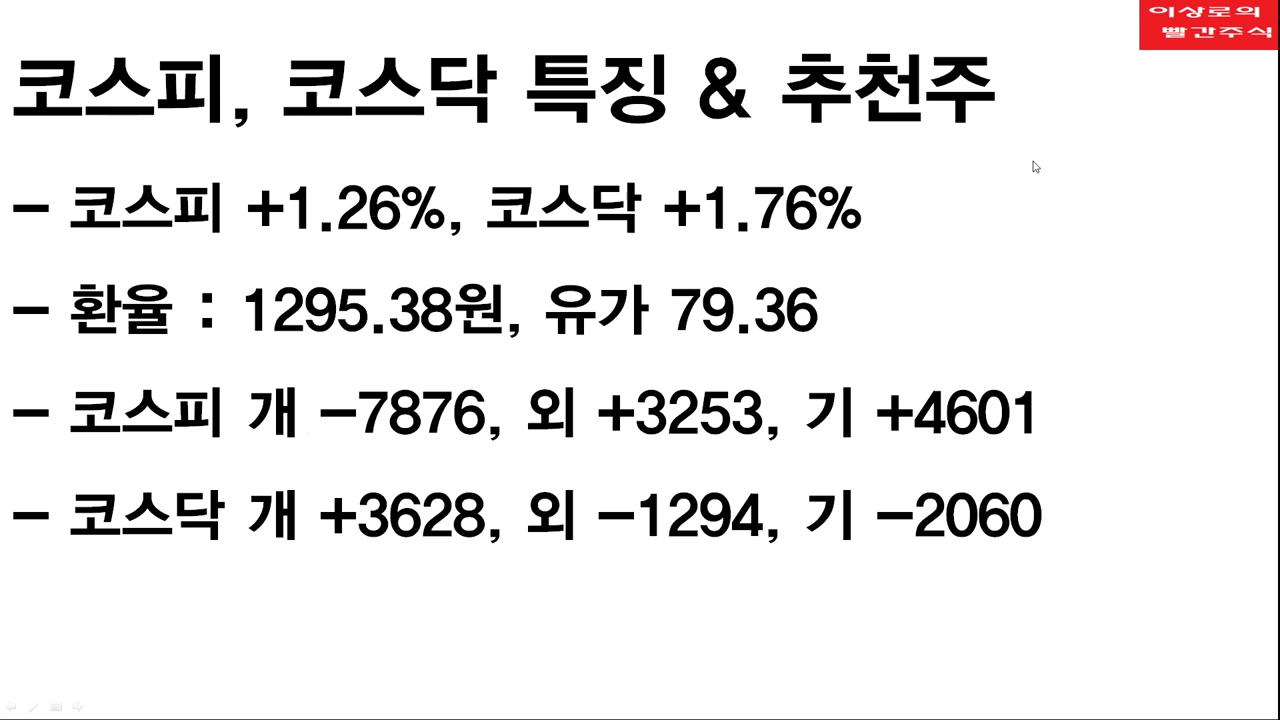 이상로의
빨간주식
코스피, 코스닥 특징 & 추천주
- 코스피 +1.26%, 코스닥 +1.76%
- 환율 : 1295.38원, 유가 79.36
- 코스피 개 -7876, 외 +3253, 기 +4601
- 코스닥 개 +3628, 외 -1294, 기 -2060